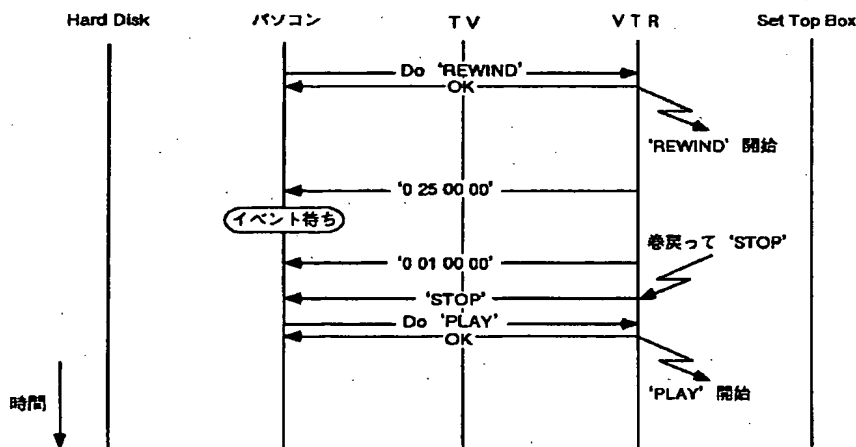 Hard Disk パソコン TV VTR Set Top Box
Do 'REWIND'
OK
'REWIND' 開始
'0 25 00 00'
イベント待ち
巻戻って 'STOP'
'0 01 00 00'
'STOP'
Do 'PLAY'
OK
'PLAY' 開始
時間